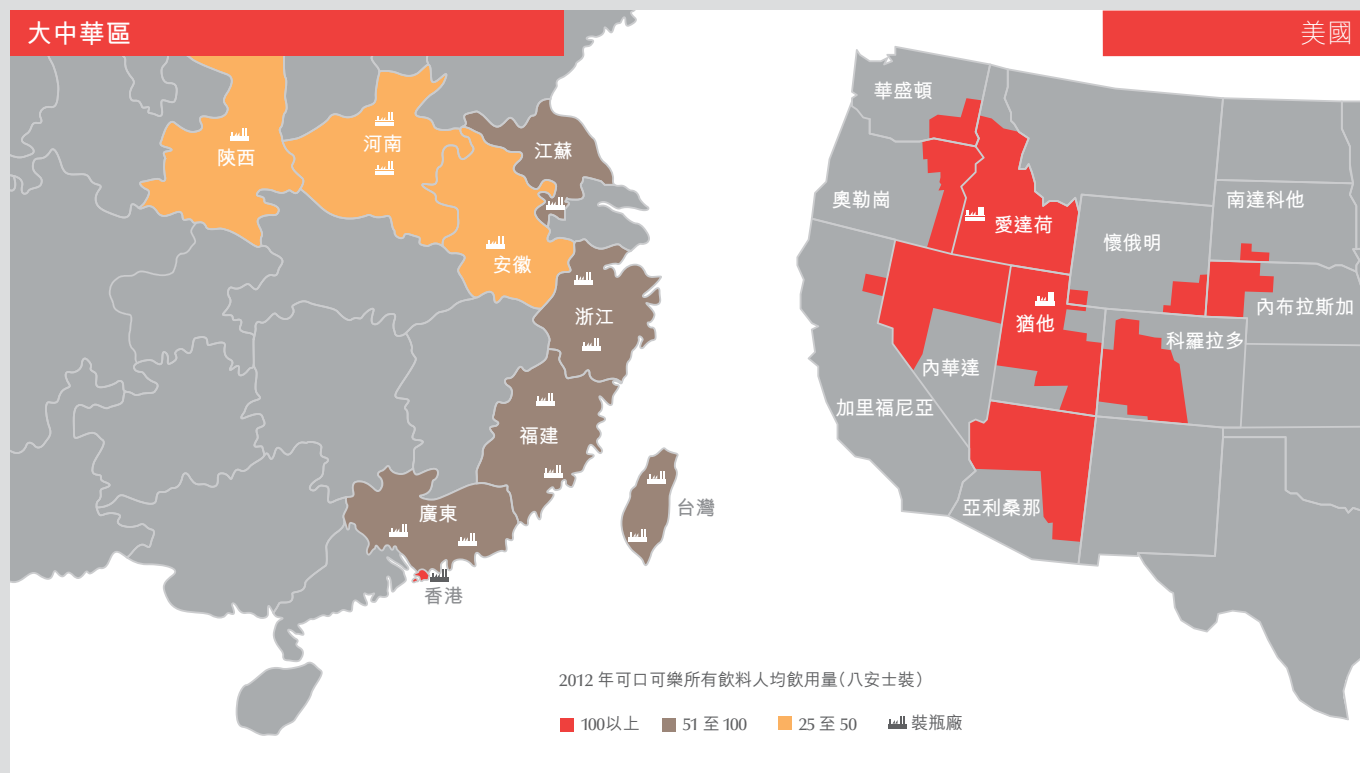 大中華區
陝西
河南
江蘇
安徽
浙江
福建
廣東
台灣
香港
美國
華盛頓
奧勒崗
愛達荷
懷俄明
南達科他
內布拉斯加
猶他
科羅拉多
內華達
加里福尼亞
亞利桑那
2012 年可口可樂所有飲料人均飲用量(八安士裝)
100以上 51 至 100 25 至 50 裝瓶廠